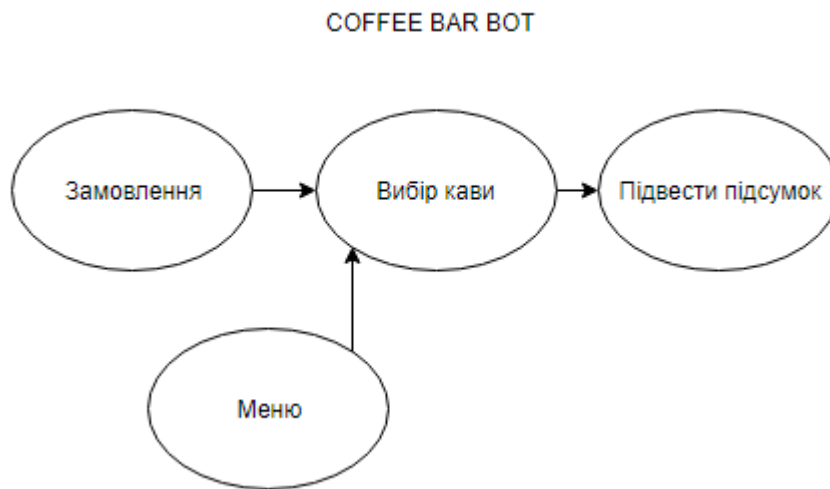 COFFEE BAR BOT
Замовлення
Вибір кави
Підвести підсумок
Меню